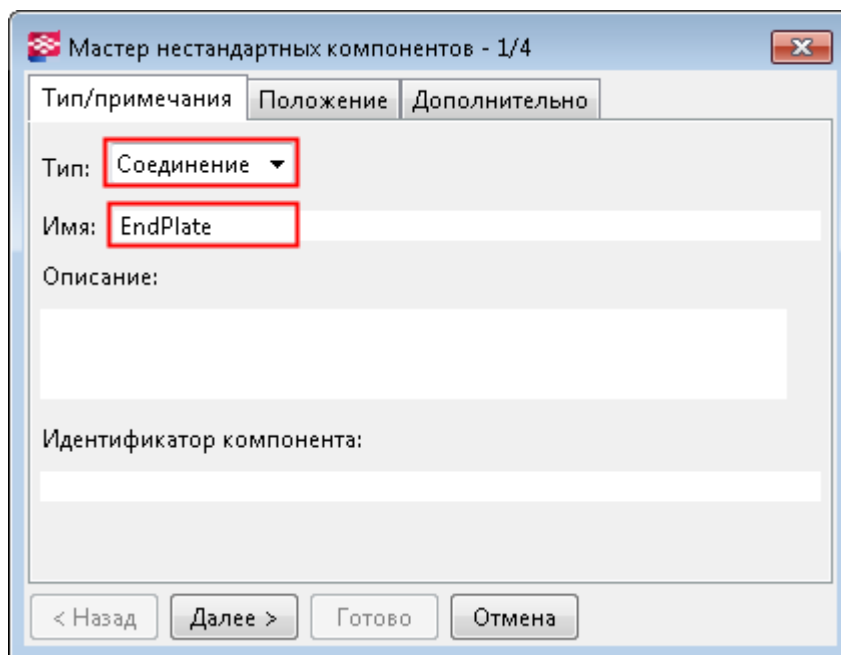 Мастер нестандартных компонентов - 1/4
Тип/примечания Положение Дополнительно
Тип: Соединение
Имя: EndPlate
Описание:
Идентификатор компонента:
< Назад Далее > Готово Отмена